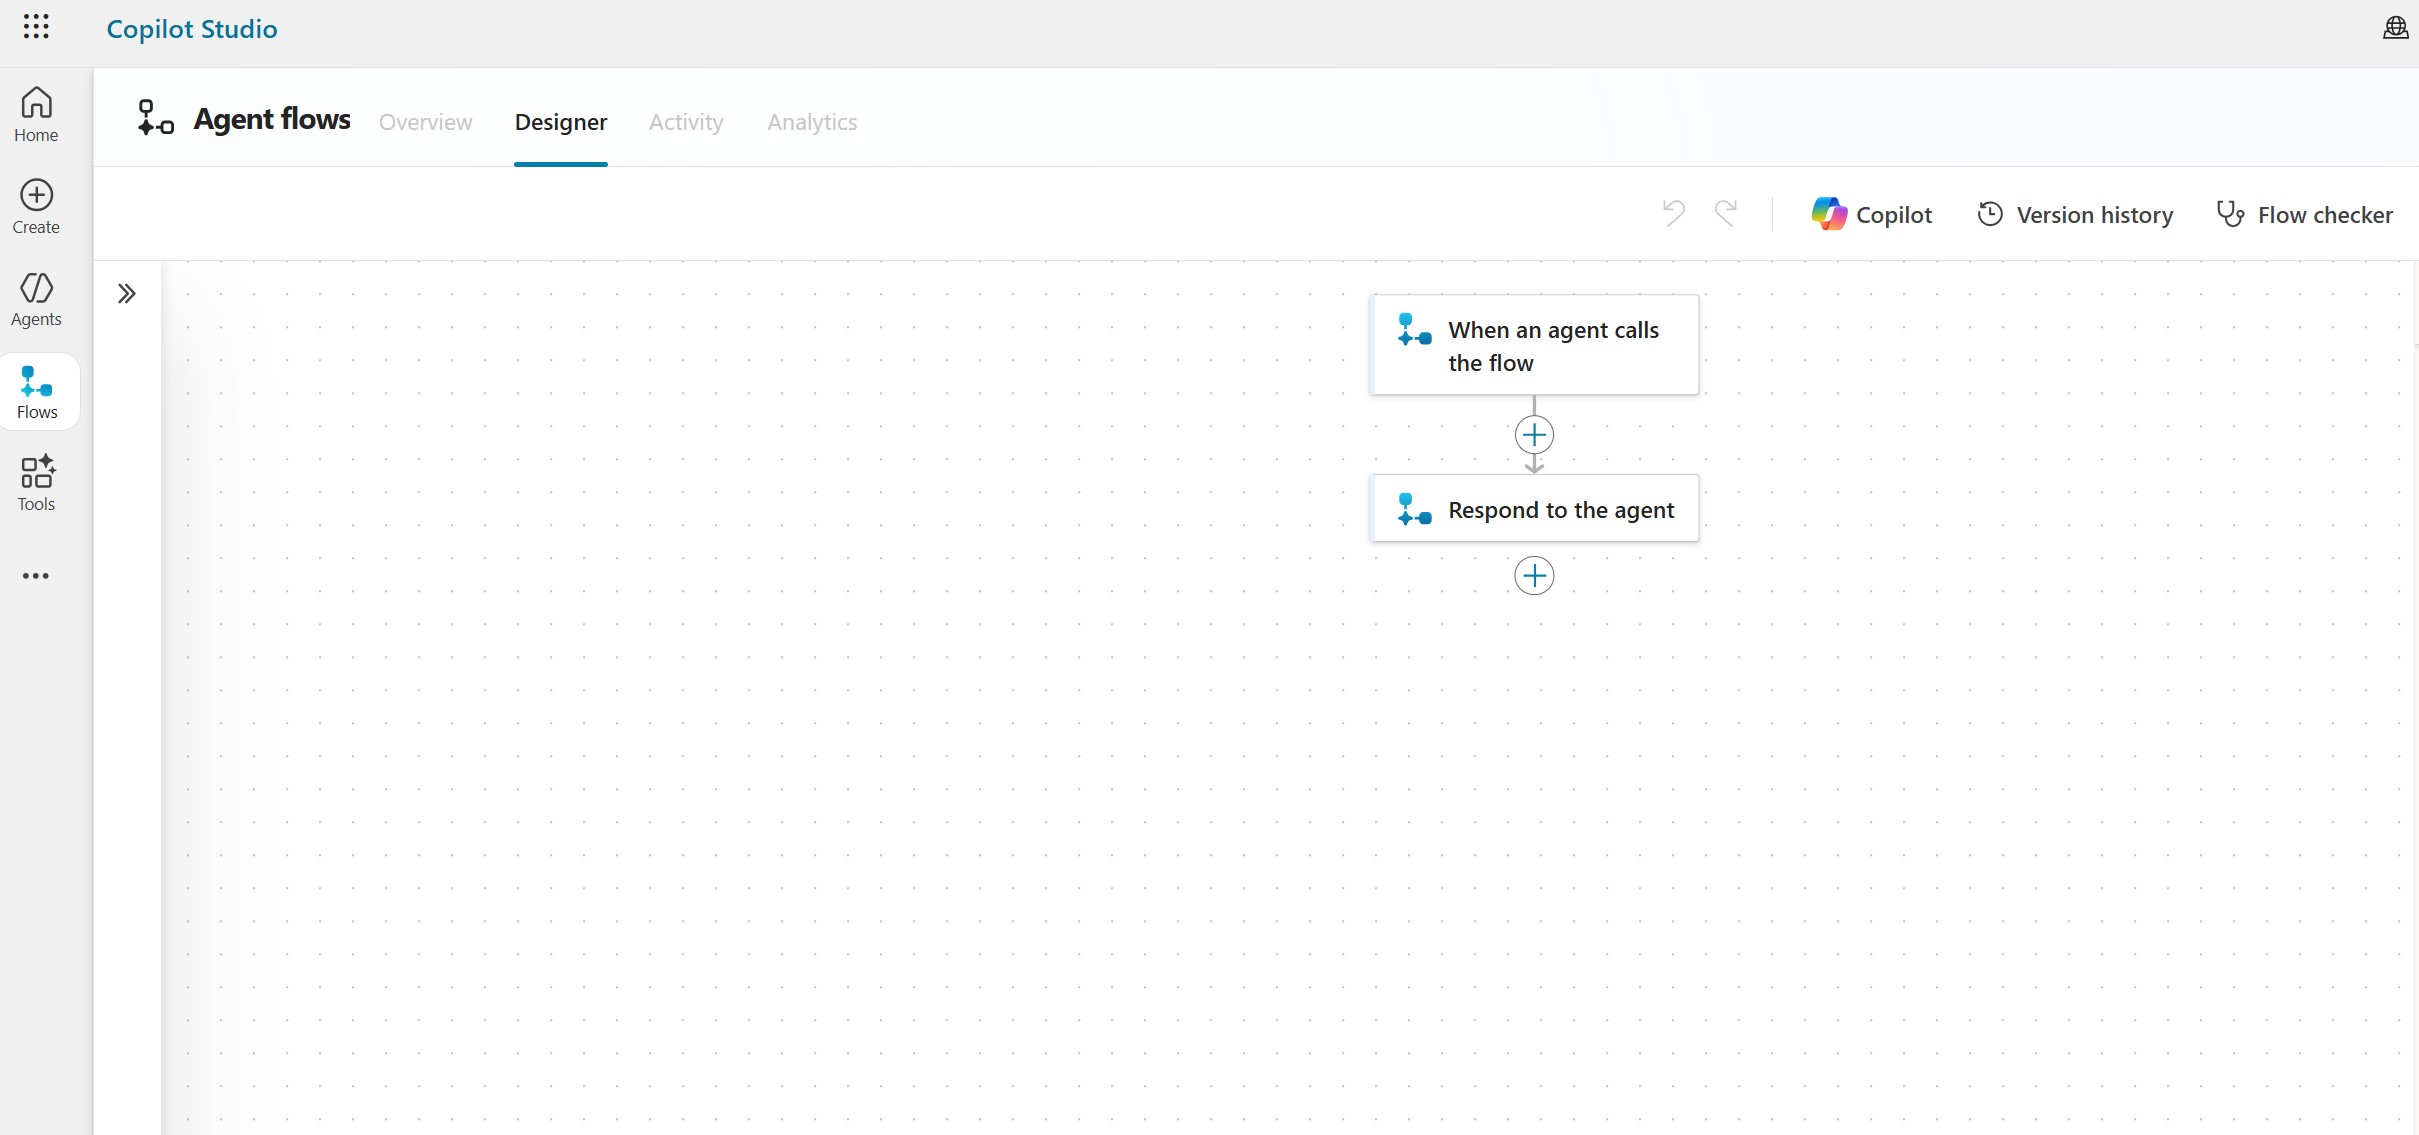 Copilot Studio
Agent flows
Overview
Designer
Activity
Analytics
Home
Create
Agents
Flows
Tools
Copilot
Version history
Flow checker
When an agent calls
the flow
Respond to the agent